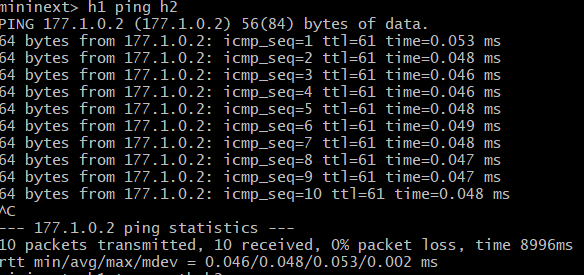 mininext> h1 ping h2
PING 177.1.0.2 (177.1.0.2) 56(84) bytes of data.
64 bytes from 177.1.0.2: icmp_seq=1 ttl=61 time=0.053 ms
64 bytes from 177.1.0.2: icmp_seq=2 ttl=61 time=0.048 ms
64 bytes from 177.1.0.2: icmp_seq=3 ttl=61 time=0.046 ms
64 bytes from 177.1.0.2: icmp_seq=4 ttl=61 time=0.046 ms
64 bytes from 177.1.0.2: icmp_seq=5 ttl=61 time=0.048 ms
64 bytes from 177.1.0.2: icmp_seq=6 ttl=61 time=0.049 ms
64 bytes from 177.1.0.2: icmp_seq=7 ttl=61 time=0.048 ms
64 bytes from 177.1.0.2: icmp_seq=8 ttl=61 time=0.047 ms
64 bytes from 177.1.0.2: icmp_seq=9 ttl=61 time=0.047 ms
64 bytes from 177.1.0.2: icmp_seq=10 ttl=61 time=0.048 ms
^C
--- 177.1.0.2 ping statistics ---
10 packets transmitted, 10 received, 0% packet loss, time 8996ms
rtt min/avg/max/mdev = 0.046/0.048/0.053/0.002 ms